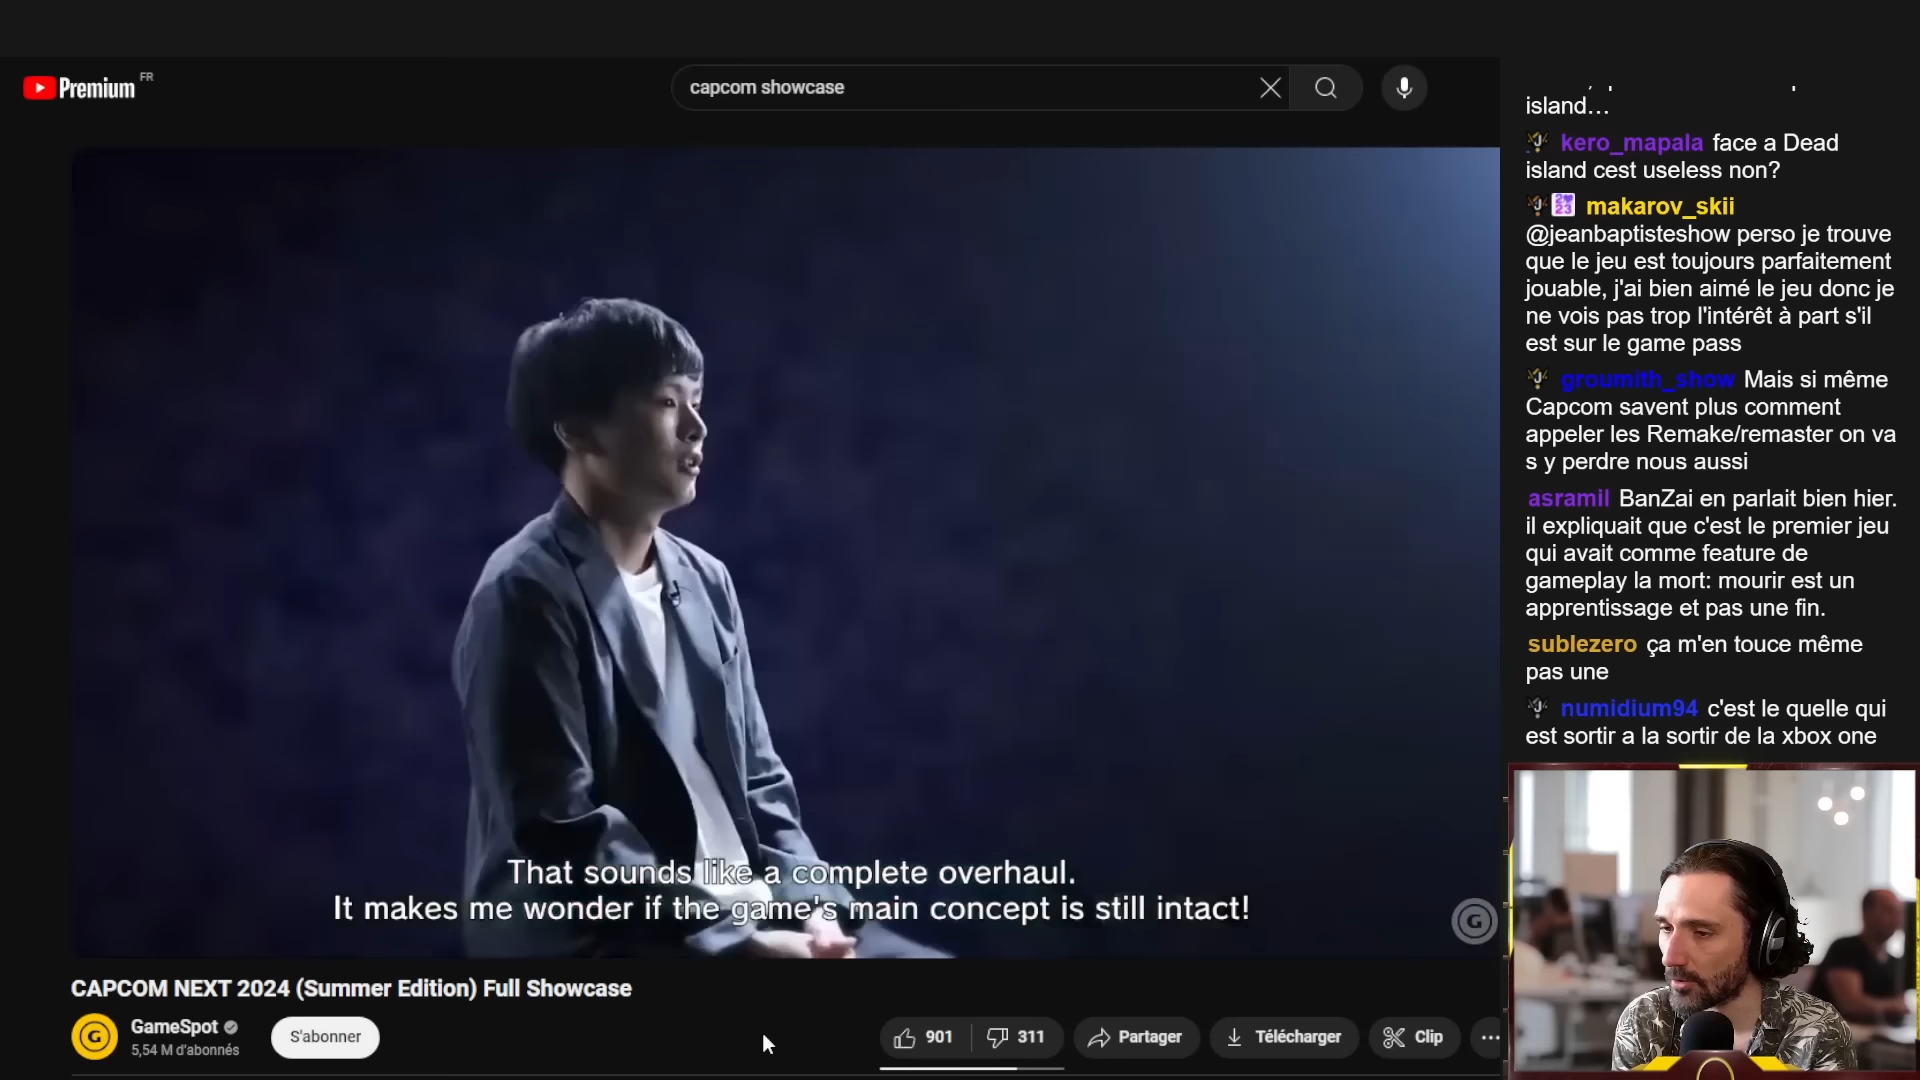 Premium FR
capcom showcase
island…
kero_mapala face a Dead
island cest useless non?
makarov_skii
@jeanbaptisteshow perso je trouve
que le jeu est toujours parfaitement
jouable, j'ai bien aimé le jeu donc je
ne vois pas trop l'intérêt à part s'il
est sur le game pass
groumith_show Mais si même
Capcom savent plus comment
appeler les Remake/remaster on va
s y perdre nous aussi
asramil BanZai en parlait bien hier.
il expliquait que c'est le premier jeu
qui avait comme feature de
gameplay la mort: mourir est un
apprentissage et pas une fin.
sublezero ça m'en touce même
pas une
numidium94 c'est le quelle qui
est sortir a la sortir de la xbox one
That sounds like a complete overhaul.
It makes me wonder if the game's main concept is still intact!
G
CAPCOM NEXT 2024 (Summer Edition) Full Showcase
G
GameSpot
5,54 M d'abonnés
S'abonner
901
311
Partager
Télécharger
Clip